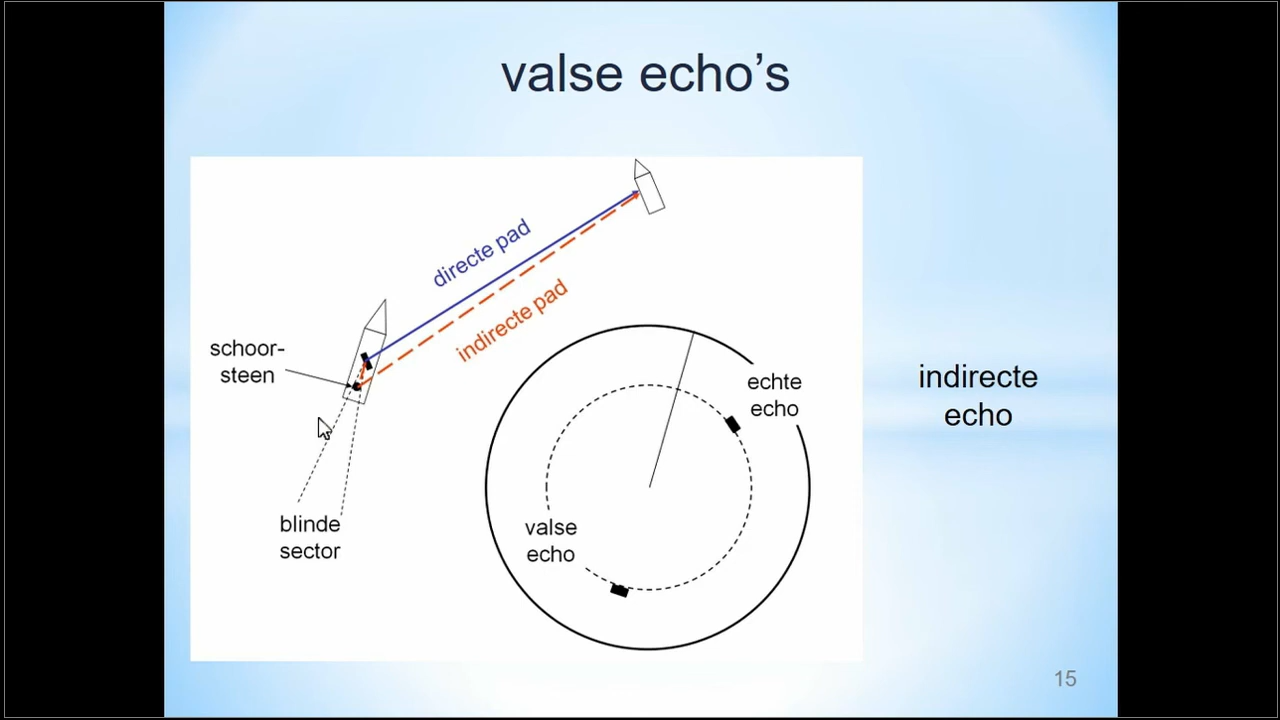 valse echo’s
directe pad
indirecte pad
schoor-
steen
blinde
sector
echte
echo
valse
echo
indirecte
echo
15